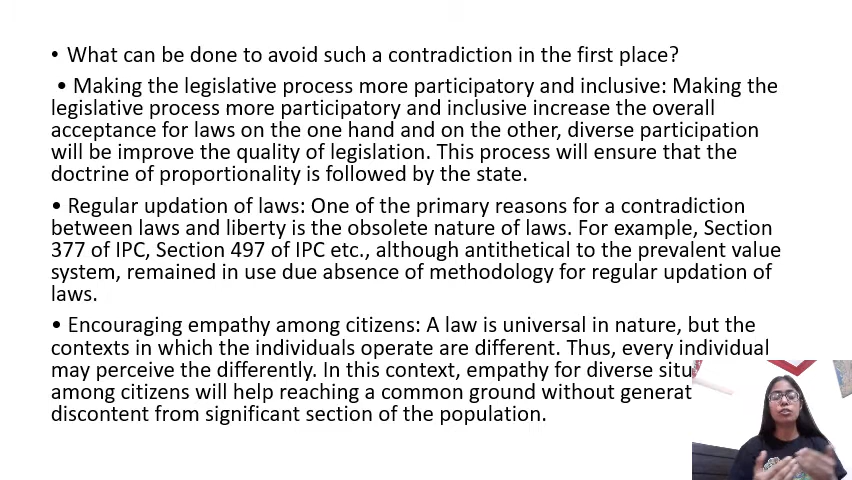 • What can be done to avoid such a contradiction in the first place?
• Making the legislative process more participatory and inclusive: Making the
legislative process more participatory and inclusive increase the overall
acceptance for laws on the one hand and on the other, diverse participation
will be improve the quality of legislation. This process will ensure that the
doctrine of proportionality is followed by the state.
• Regular updation of laws: One of the primary reasons for a contradiction
between laws and liberty is the obsolete nature of laws. For example, Section
377 of IPC, Section 497 of IPC etc., although antithetical to the prevalent value
system, remained in use due absence of methodology for regular updation of
laws.
• Encouraging empathy among citizens: A law is universal in nature, but the
contexts in which the individuals operate are different. Thus, every individual
may perceive the differently. In this context, empathy for diverse
among citizens will help reaching a common ground without
discontent from significant section of the population.